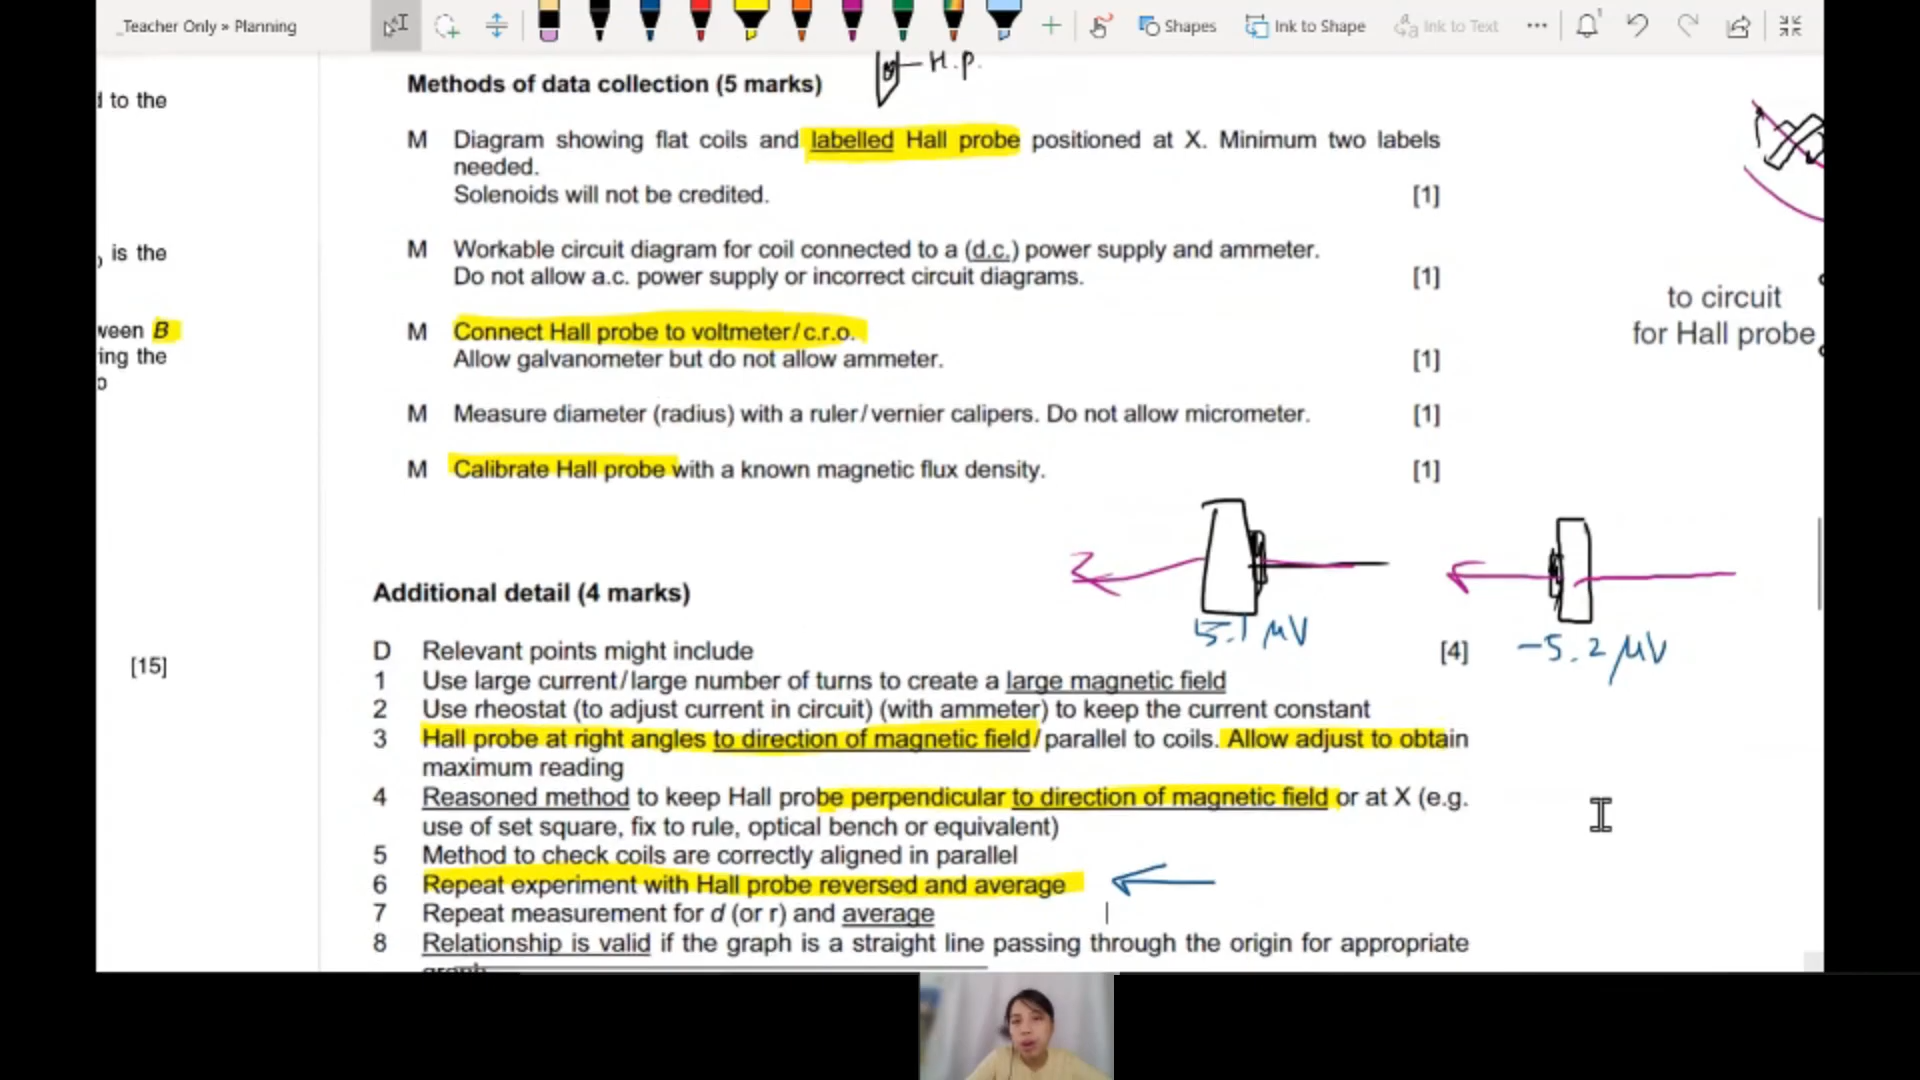 _Teacher Only » Planning
Shapes
Ink to Shape
Ink to Text
H.P.
Methods of data collection (5 marks)
d to the
M Diagram showing flat coils and labelled Hall probe positioned at X. Minimum two labels
needed.
Solenoids will not be credited. [1]
is the
M Workable circuit diagram for coil connected to a (d.c.) power supply and ammeter.
Do not allow a.c. power supply or incorrect circuit diagrams. [1]
to circuit
for Hall probe
ween B
M Connect Hall probe to voltmeter/c.r.o.
ing the
Allow galvanometer but do not allow ammeter. [1]
M Measure diameter (radius) with a ruler/vernier calipers. Do not allow micrometer. [1]
M Calibrate Hall probe with a known magnetic flux density. [1]
Additional detail (4 marks)
5.1 μV
-5.2 μV
[15]
D Relevant points might include [4]
1 Use large current/large number of turns to create a large magnetic field
2 Use rheostat (to adjust current in circuit) (with ammeter) to keep the current constant
3 Hall probe at right angles to direction of magnetic field/parallel to coils. Allow adjust to obtain
maximum reading
4 Reasoned method to keep Hall probe perpendicular to direction of magnetic field or at X (e.g.
use of set square, fix to rule, optical bench or equivalent)
5 Method to check coils are correctly aligned in parallel
6 Repeat experiment with Hall probe reversed and average
7 Repeat measurement for d (or r) and average
8 Relationship is valid if the graph is a straight line passing through the origin for appropriate